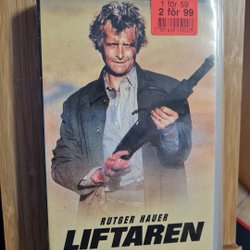 1 för 59
2 för 99
RUTGER HAUER
LIFTAREN